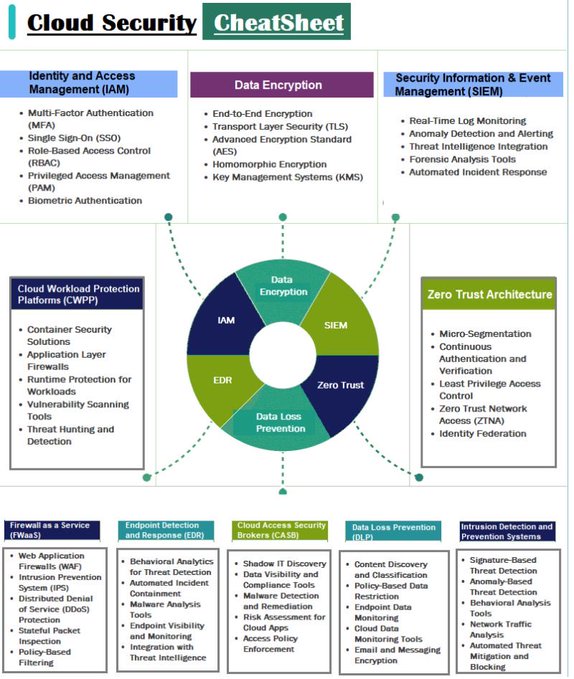 Cloud Security CheatSheet
Identity and Access
Management (IAM)
• Multi-Factor Authentication
(MFA)
• Single Sign-On (SSO)
• Role-Based Access Control
(RBAC)
• Privileged Access Management
(PAM)
• Biometric Authentication
Data Encryption
• End-to-End Encryption
• Transport Layer Security (TLS)
• Advanced Encryption Standard
(AES)
• Homomorphic Encryption
• Key Management Systems (KMS)
Security Information & Event
Management (SIEM)
• Real-Time Log Monitoring
• Anomaly Detection and Alerting
• Threat Intelligence Integration
• Forensic Analysis Tools
• Automated Incident Response
Cloud Workload Protection
Platforms (CWPP)
• Container Security
Solutions
• Application Layer
Firewalls
• Runtime Protection for
Workloads
• Vulnerability Scanning
Tools
• Threat Hunting and
Detection
Data
Encryption
IAM
SIEM
EDR
Zero Trust
Data Loss
Prevention
Zero Trust Architecture
• Micro-Segmentation
• Continuous
Authentication and
Verification
• Least Privilege Access
Control
• Zero Trust Network
Access (ZTNA)
• Identity Federation
Firewall as a Service
(FWaaS)
• Web Application
Firewalls (WAF)
• Intrusion Prevention
System (IPS)
• Distributed Denial
of Service (DDoS)
Protection
• Stateful Packet
Inspection
• Policy-Based
Filtering
Endpoint Detection
and Response (EDR)
• Behavioral Analytics
for Threat Detection
• Automated Incident
Containment
• Malware Analysis
Tools
• Endpoint Visibility
and Monitoring
• Integration with
Threat Intelligence
Cloud Access Security
Brokers (CASB)
• Shadow IT Discovery
• Data Visibility and
Compliance Tools
• Malware Detection
and Remediation
• Risk Assessment for
Cloud Apps
• Access Policy
Enforcement
Data Loss Prevention
(DLP)
• Content Discovery
and Classification
• Policy-Based Data
Restriction
• Endpoint Data
Monitoring
• Cloud Data
Monitoring Tools
• Email and Messaging
Encryption
Intrusion Detection and
Prevention Systems
• Signature-Based
Threat Detection
• Anomaly-Based
Threat Detection
• Behavioral Analysis
Tools
• Network Traffic
Analysis
• Automated Threat
Mitigation and
Blocking